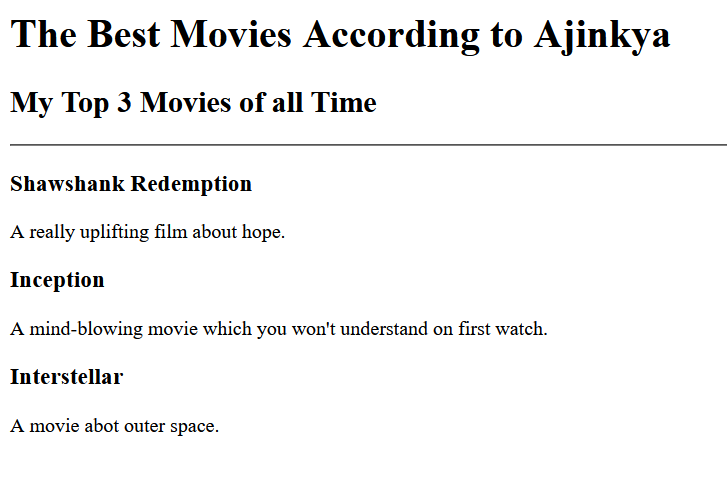 The Best Movies According to Ajinkya
My Top 3 Movies of all Time
Shawshank Redemption
A really uplifting film about hope.
Inception
A mind-blowing movie which you won't understand on first watch.
Interstellar
A movie abot outer space.